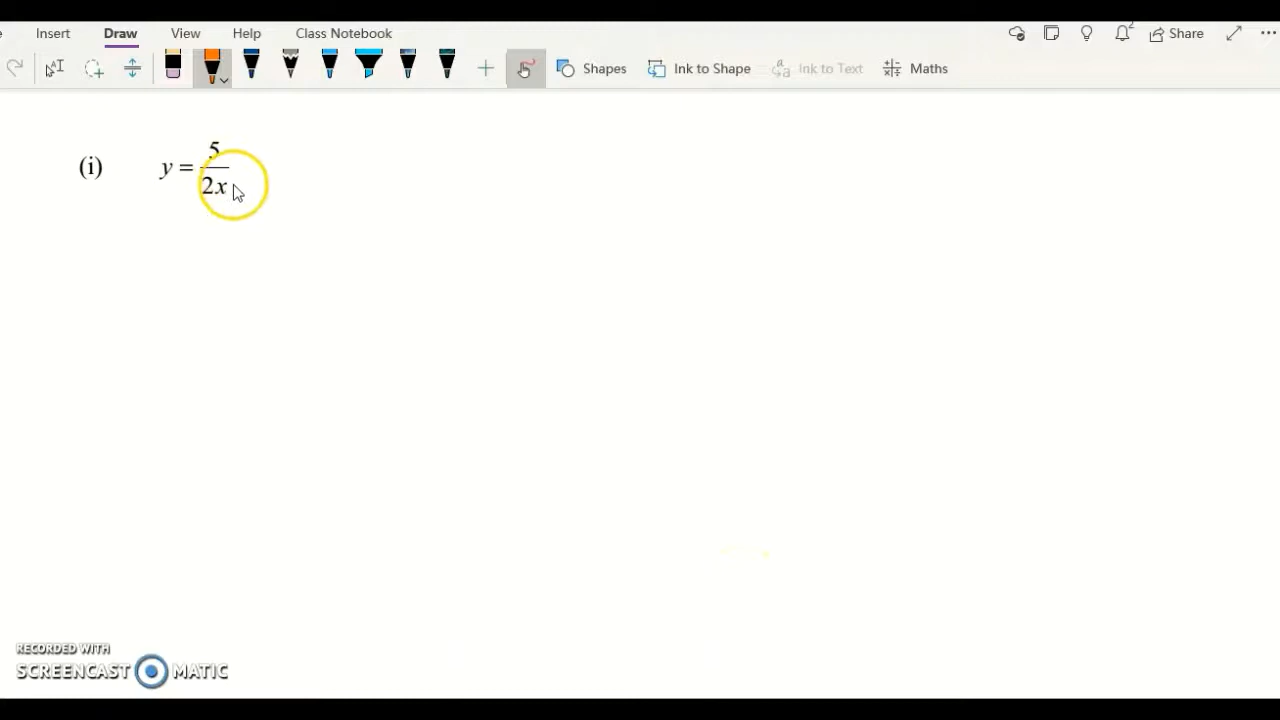 Insert Draw View Help Class Notebook Share
Shapes Ink to Shape Ink to Text Maths
2
(i) y = 5/2x
RECORDED WITH
SCREENCAST MATIC